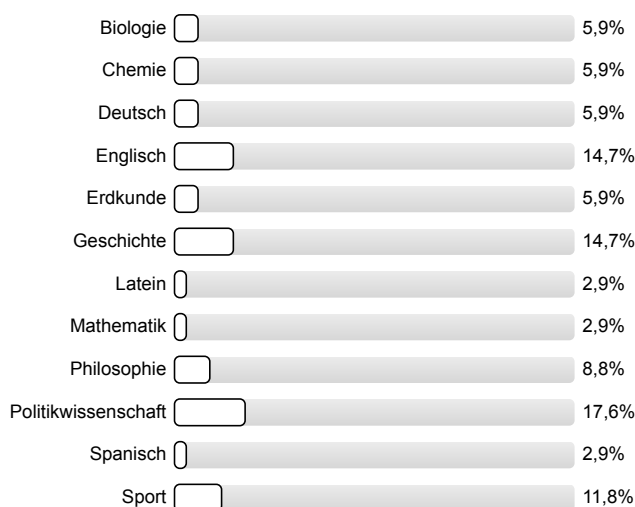 Biologie 5,9%
Chemie 5,9%
Deutsch 5,9%
Englisch 14,7%
Erdkunde 5,9%
Geschichte 14,7%
Latein 2,9%
Mathematik 2,9%
Philosophie 8,8%
Politikwissenschaft 17,6%
Spanisch 2,9%
Sport 11,8%